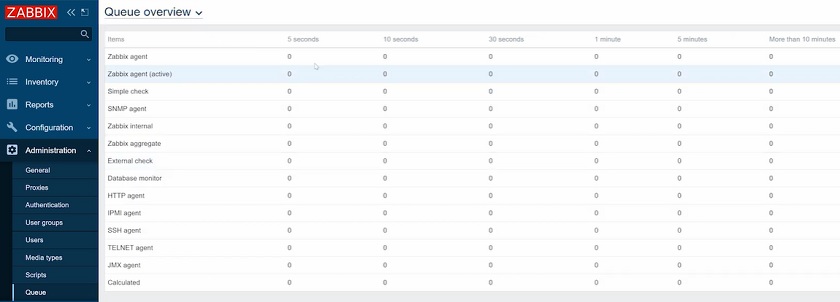 ZABBIX
Queue overview
Monitoring
Inventory
Reports
Configuration
Administration
General
Proxies
Authentication
User groups
Users
Media types
Scripts
Queue
Items 5 seconds 10 seconds 30 seconds 1 minute 5 minutes More than 10 minutes
Zabbix agent 0 0 0 0 0 0
Zabbix agent (active) 0 0 0 0 0 0
Simple check 0 0 0 0 0 0
SNMP agent 0 0 0 0 0 0
Zabbix internal 0 0 0 0 0 0
Zabbix aggregate 0 0 0 0 0 0
External check 0 0 0 0 0 0
Database monitor 0 0 0 0 0 0
HTTP agent 0 0 0 0 0 0
IPMI agent 0 0 0 0 0 0
SSH agent 0 0 0 0 0 0
TELNET agent 0 0 0 0 0 0
JMX agent 0 0 0 0 0 0
Calculated 0 0 0 0 0 0